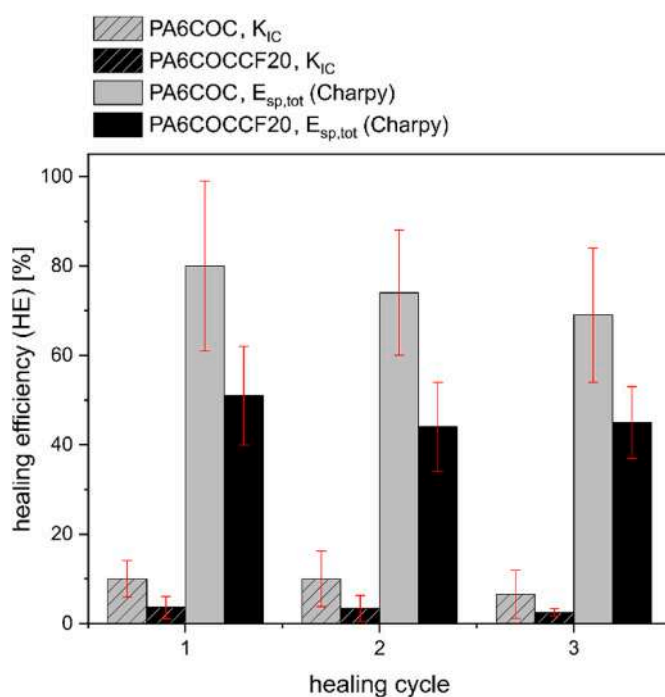 PA6COC, K_IC
PA6COCCF20, K_IC
PA6COC, E_sp,tot (Charpy)
PA6COCCF20, E_sp,tot (Charpy)
100
80
60
40
20
0
healing efficiency (HE) [%]
1 2 3
healing cycle